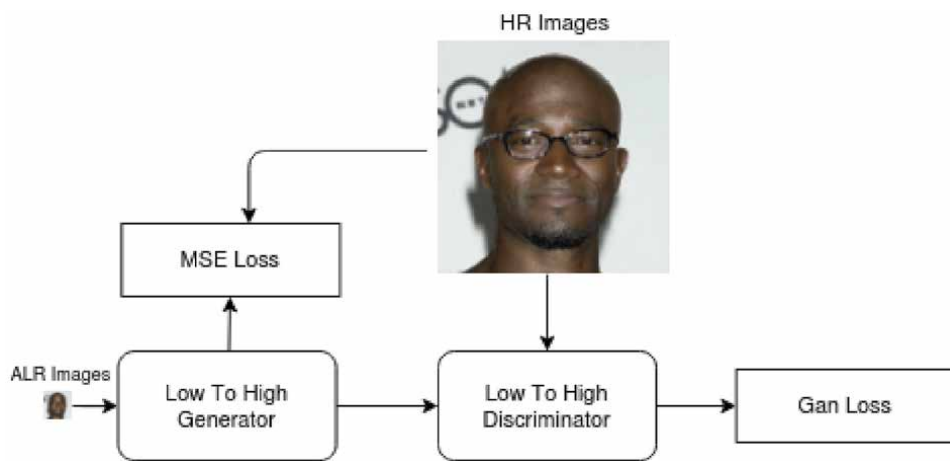 HR Images
MSE Loss
ALR Images
Low To High
Generator
Low To High
Discriminator
Gan Loss